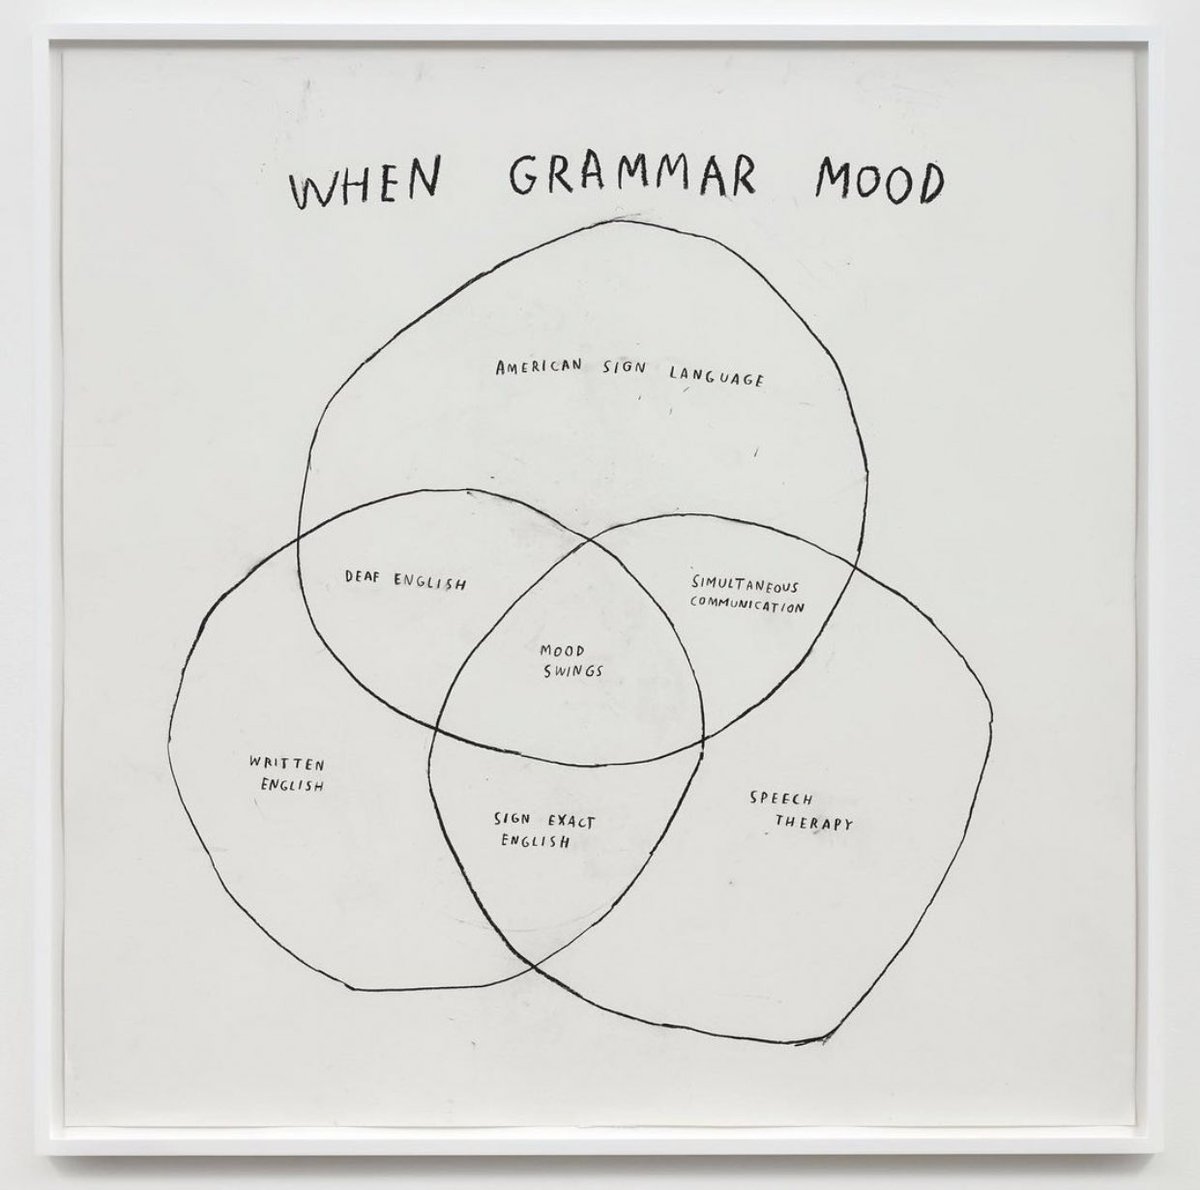 WHEN GRAMMAR MOOD
AMERICAN SIGN LANGUAGE
DEAF ENGLISH
SIMULTANEOUS
COMMUNICATION
MOOD
SWINGS
WRITTEN
ENGLISH
SIGN EXACT
ENGLISH
SPEECH
THERAPY